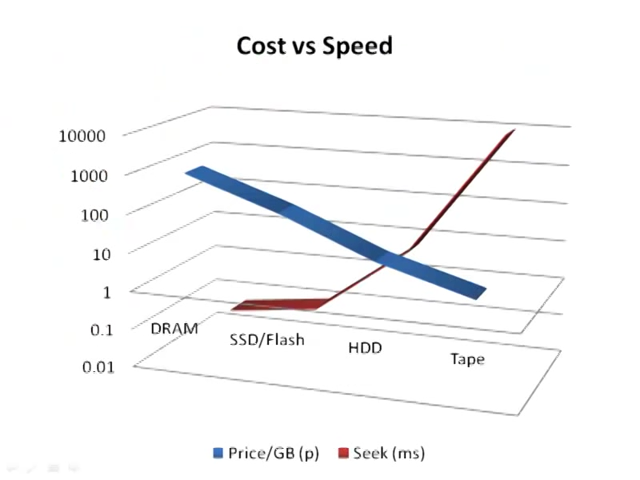 Cost vs Speed
10000
1000
100
10
1
0.1
0.01
DRAM
SSD/Flash
HDD
Tape
Price/GB (p)
Seek (ms)